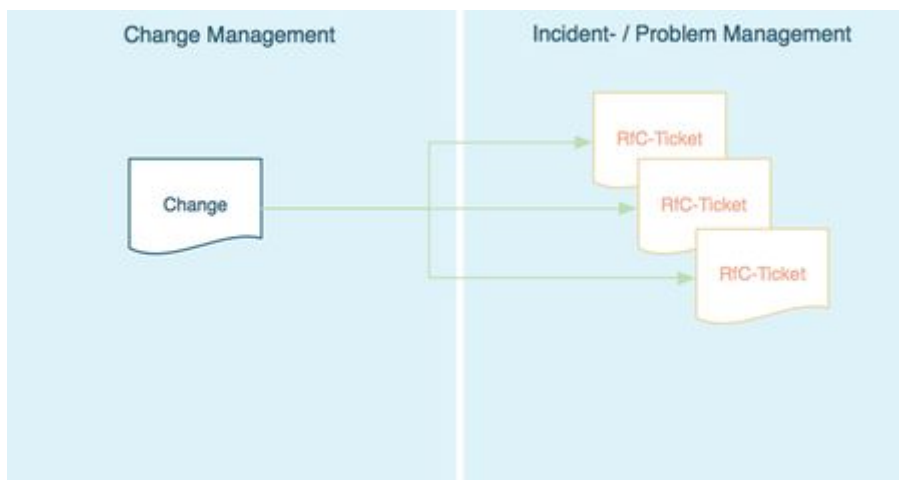 Change Management
Incident- / Problem Management
RfC-Ticket
Change
RfC-Ticket
RfC-Ticket